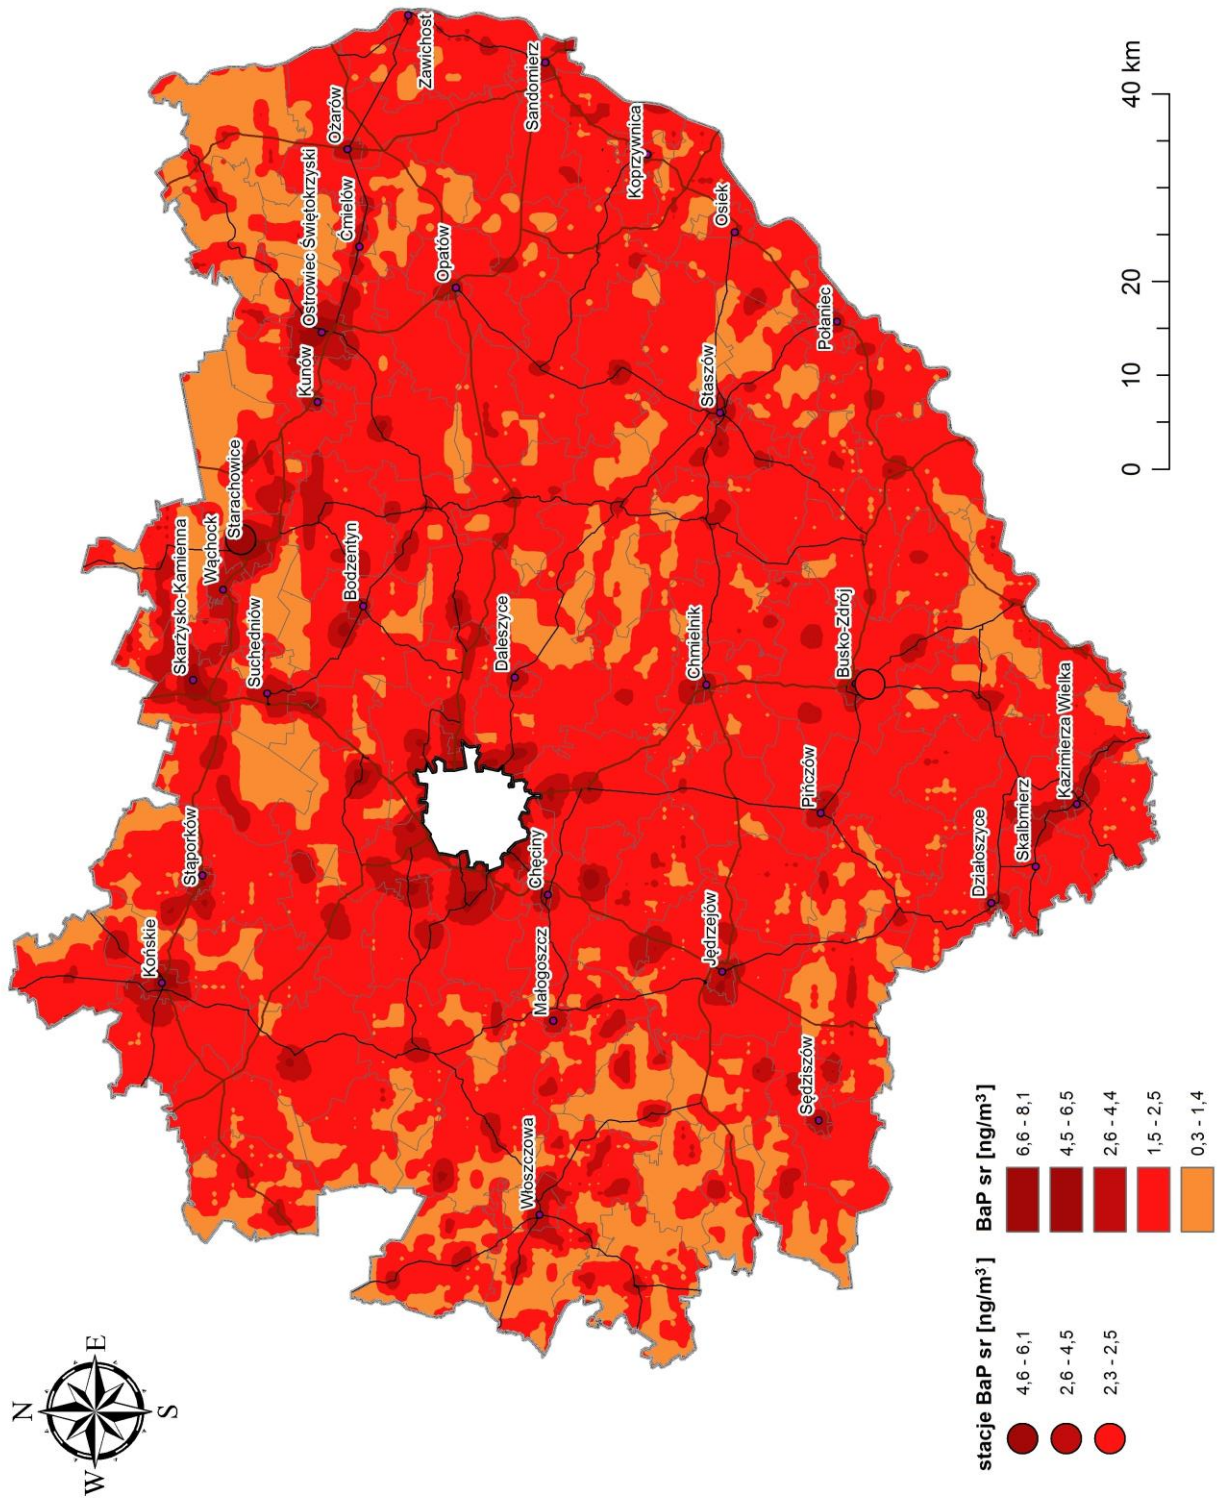 N
W
E
S
Końskie
Stąporków
Skarżysko-Kamienna
Wąchock
Suchedniów
Starachowice
Bodzentyn
Kunów
Ostrowiec Świętokrzyski
Ćmielów
Ożarów
Zawichost
Opatów
Sandomierz
Włoszczowa
Małogoszcz
Chęciny
Daleszyce
Koprzywnica
Osiek
Staszów
Połaniec
Jędrzejów
Chmielnik
Sędziszów
Pińczów
Busko-Zdrój
Działoszyce
Skalbmierz
Kazimierza Wielka
stacje BaP sr [ng/m³]
4,6 - 6,1
2,6 - 4,5
2,3 - 2,5
BaP sr [ng/m³]
6,6 - 8,1
4,5 - 6,5
2,6 - 4,4
1,5 - 2,5
0,3 - 1,4
0 10 20 40 km